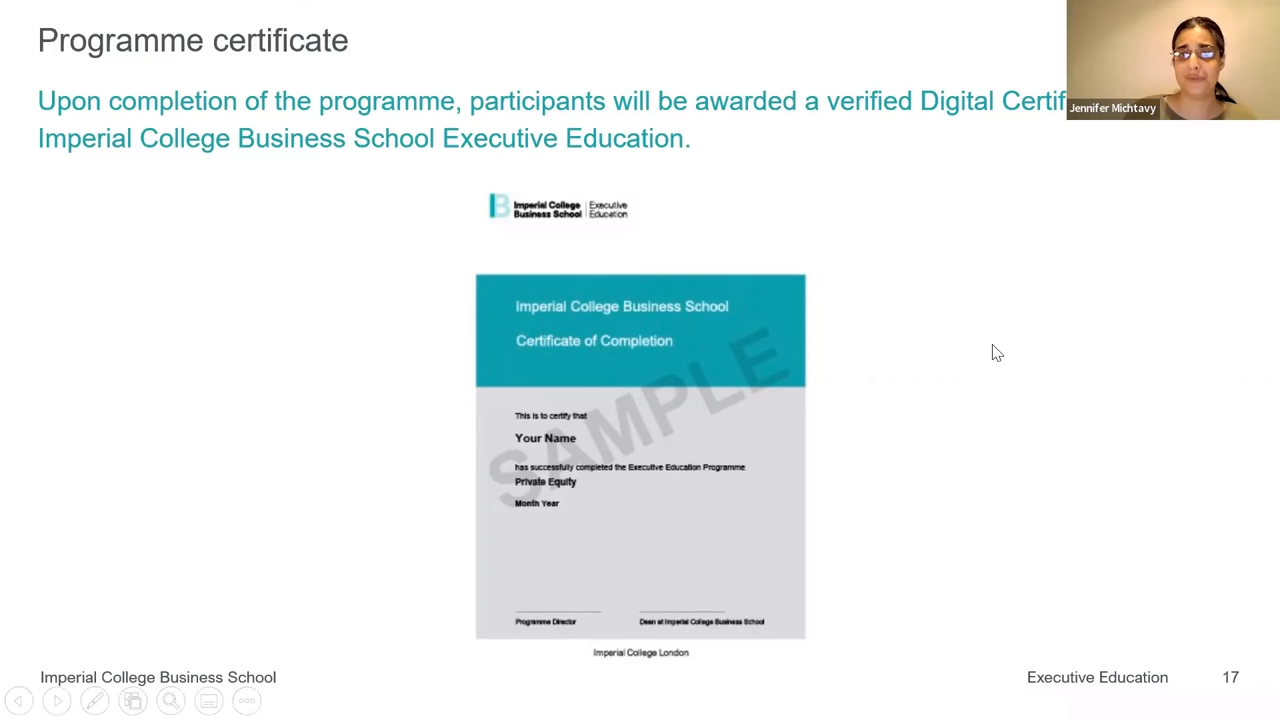 Programme certificate
Upon completion of the programme, participants will be awarded a verified Digital Certif
Imperial College Business School Executive Education.
Jennifer Michtavy
Imperial College
Business School
Executive
Education
Imperial College Business School
Certificate of Completion
SAMPLE
This is to certify that
Your Name
has successfully completed the Executive Education Programme
Private Equity
Month Year
Programme Director
Dean at Imperial College Business School
Imperial College London
Imperial College Business School
Executive Education
17